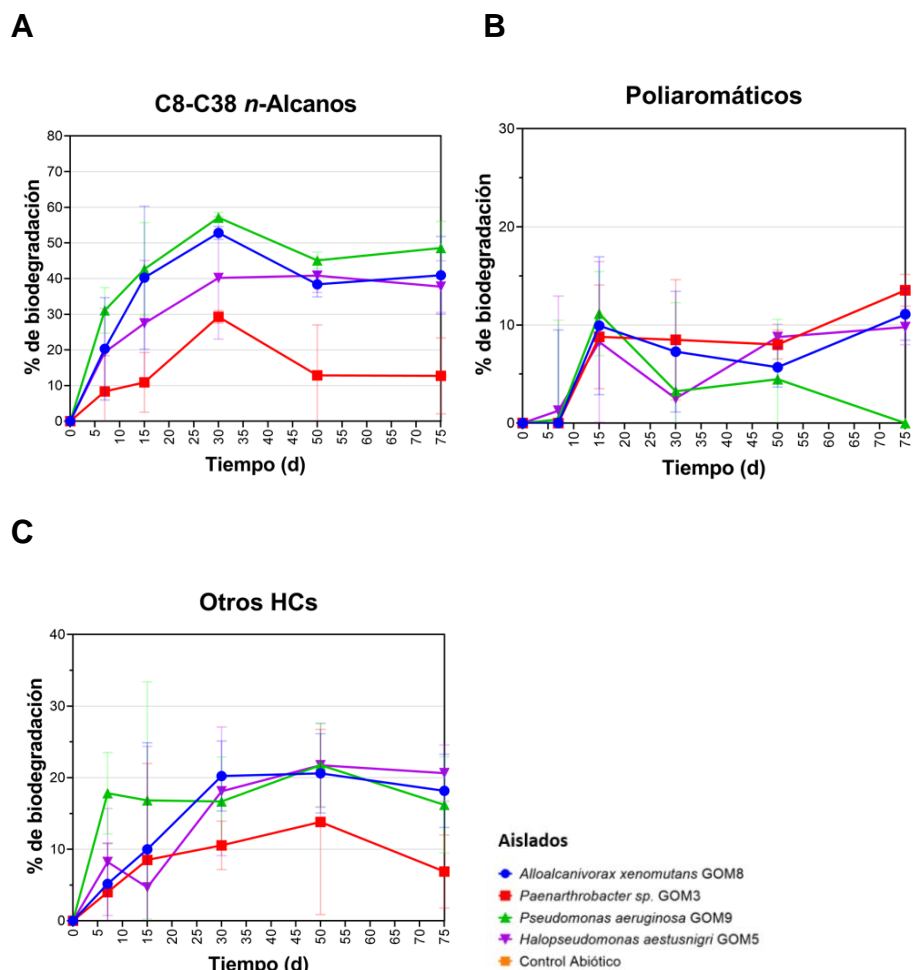 A
B
C8-C38 n-Alcanos
% de biodegradación
80
70
60
50
40
30
20
10
0
0 5 10 15 20 25 30 35 40 45 50 55 60 65 70 75
Tiempo (d)
Poliaromáticos
% de biodegradación
30
20
10
0
0 5 10 15 20 25 30 35 40 45 50 55 60 65 70 75
Tiempo (d)
C
Otros HCs
% de biodegradación
40
30
20
10
0
0 5 10 15 20 25 30 35 40 45 50 55 60 65 70 75
Tiempo (d)
Aislados
Alloalcanivorax xenomutans GOM8
Paenarthrobacter sp. GOM3
Pseudomonas aeruginosa GOM9
Halopseudomonas aestusnigri GOM5
Control Abiótico